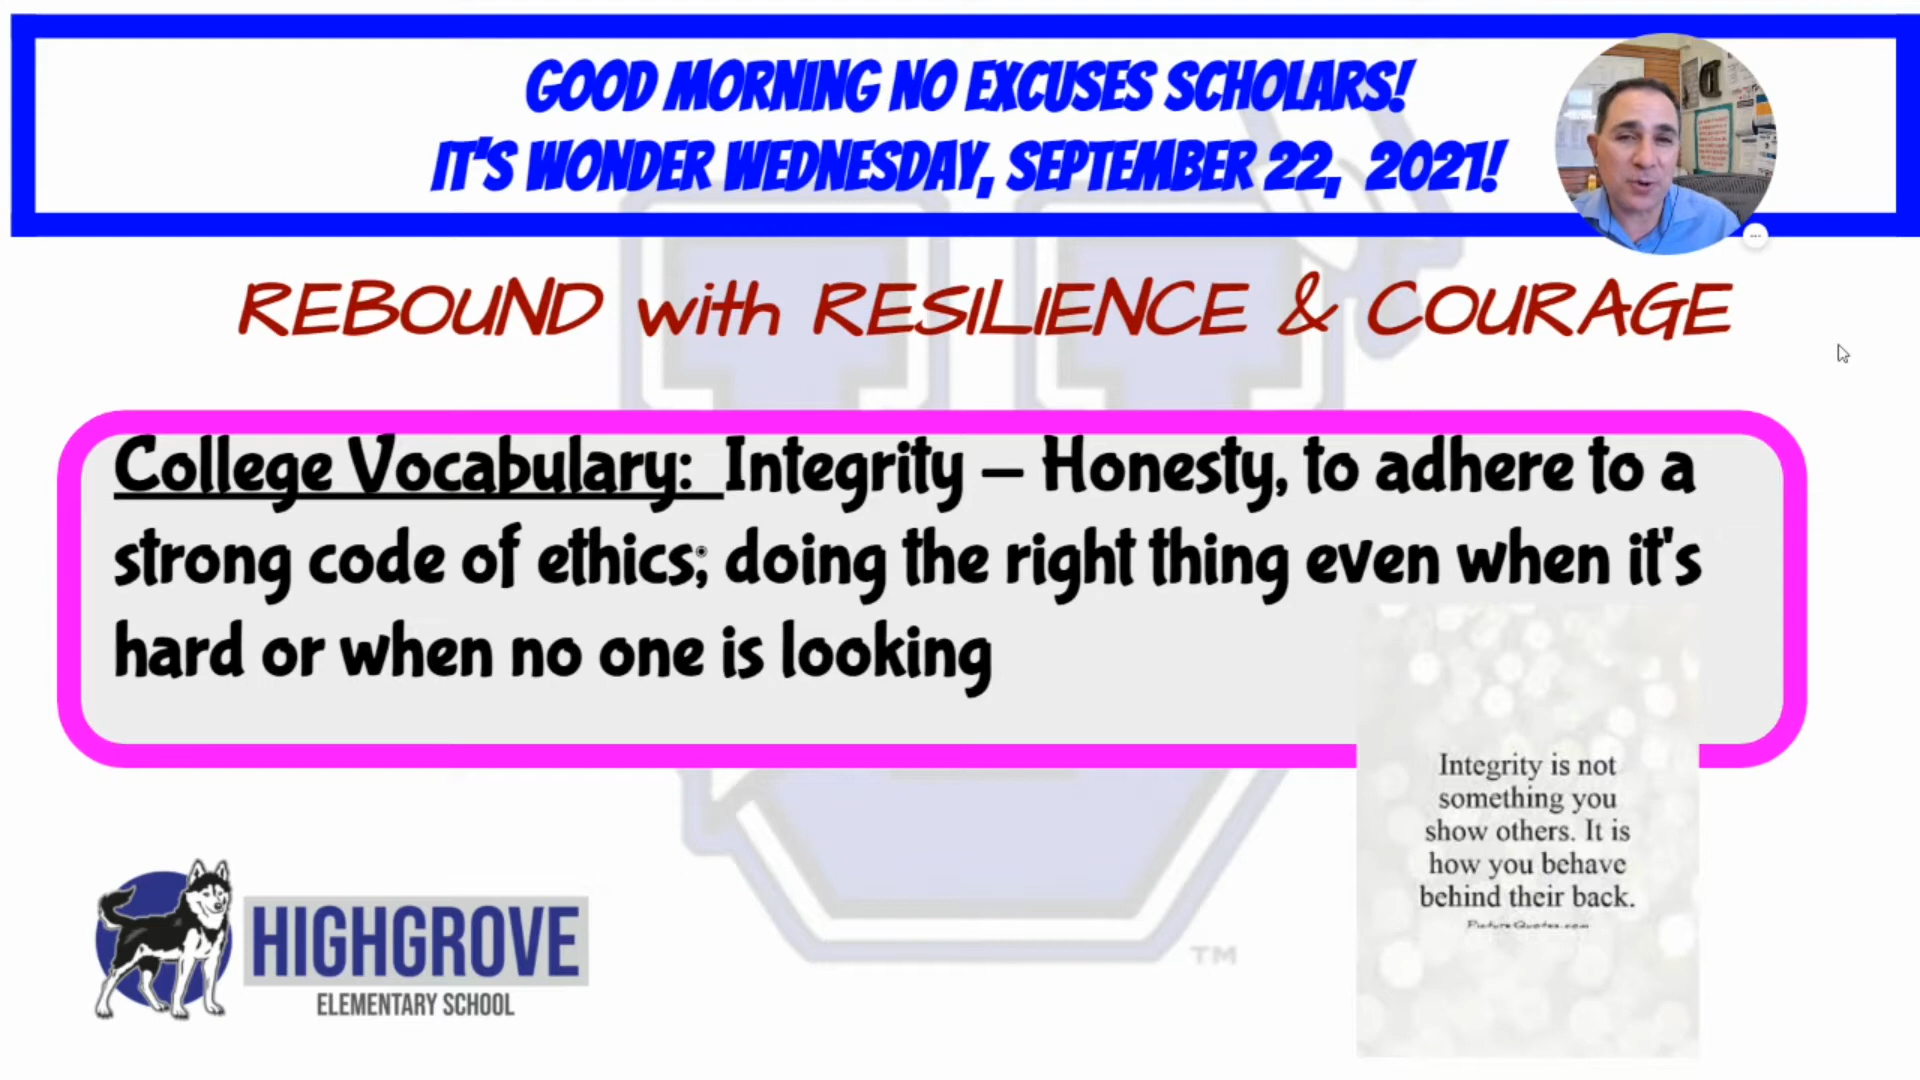 GOOD MORNING NO EXCUSES SCHOLARS!
IT'S WONDER WEDNESDAY, SEPTEMBER 22, 2021!
REBOUND with RESILIENCE & COURAGE
College Vocabulary: Integrity – Honesty, to adhere to a
strong code of ethics; doing the right thing even when it's
hard or when no one is looking
Integrity is not
something you
show others. It is
how you behave
behind their back.
PictureQuotes.com
HIGHGROVE
ELEMENTARY SCHOOL
TM